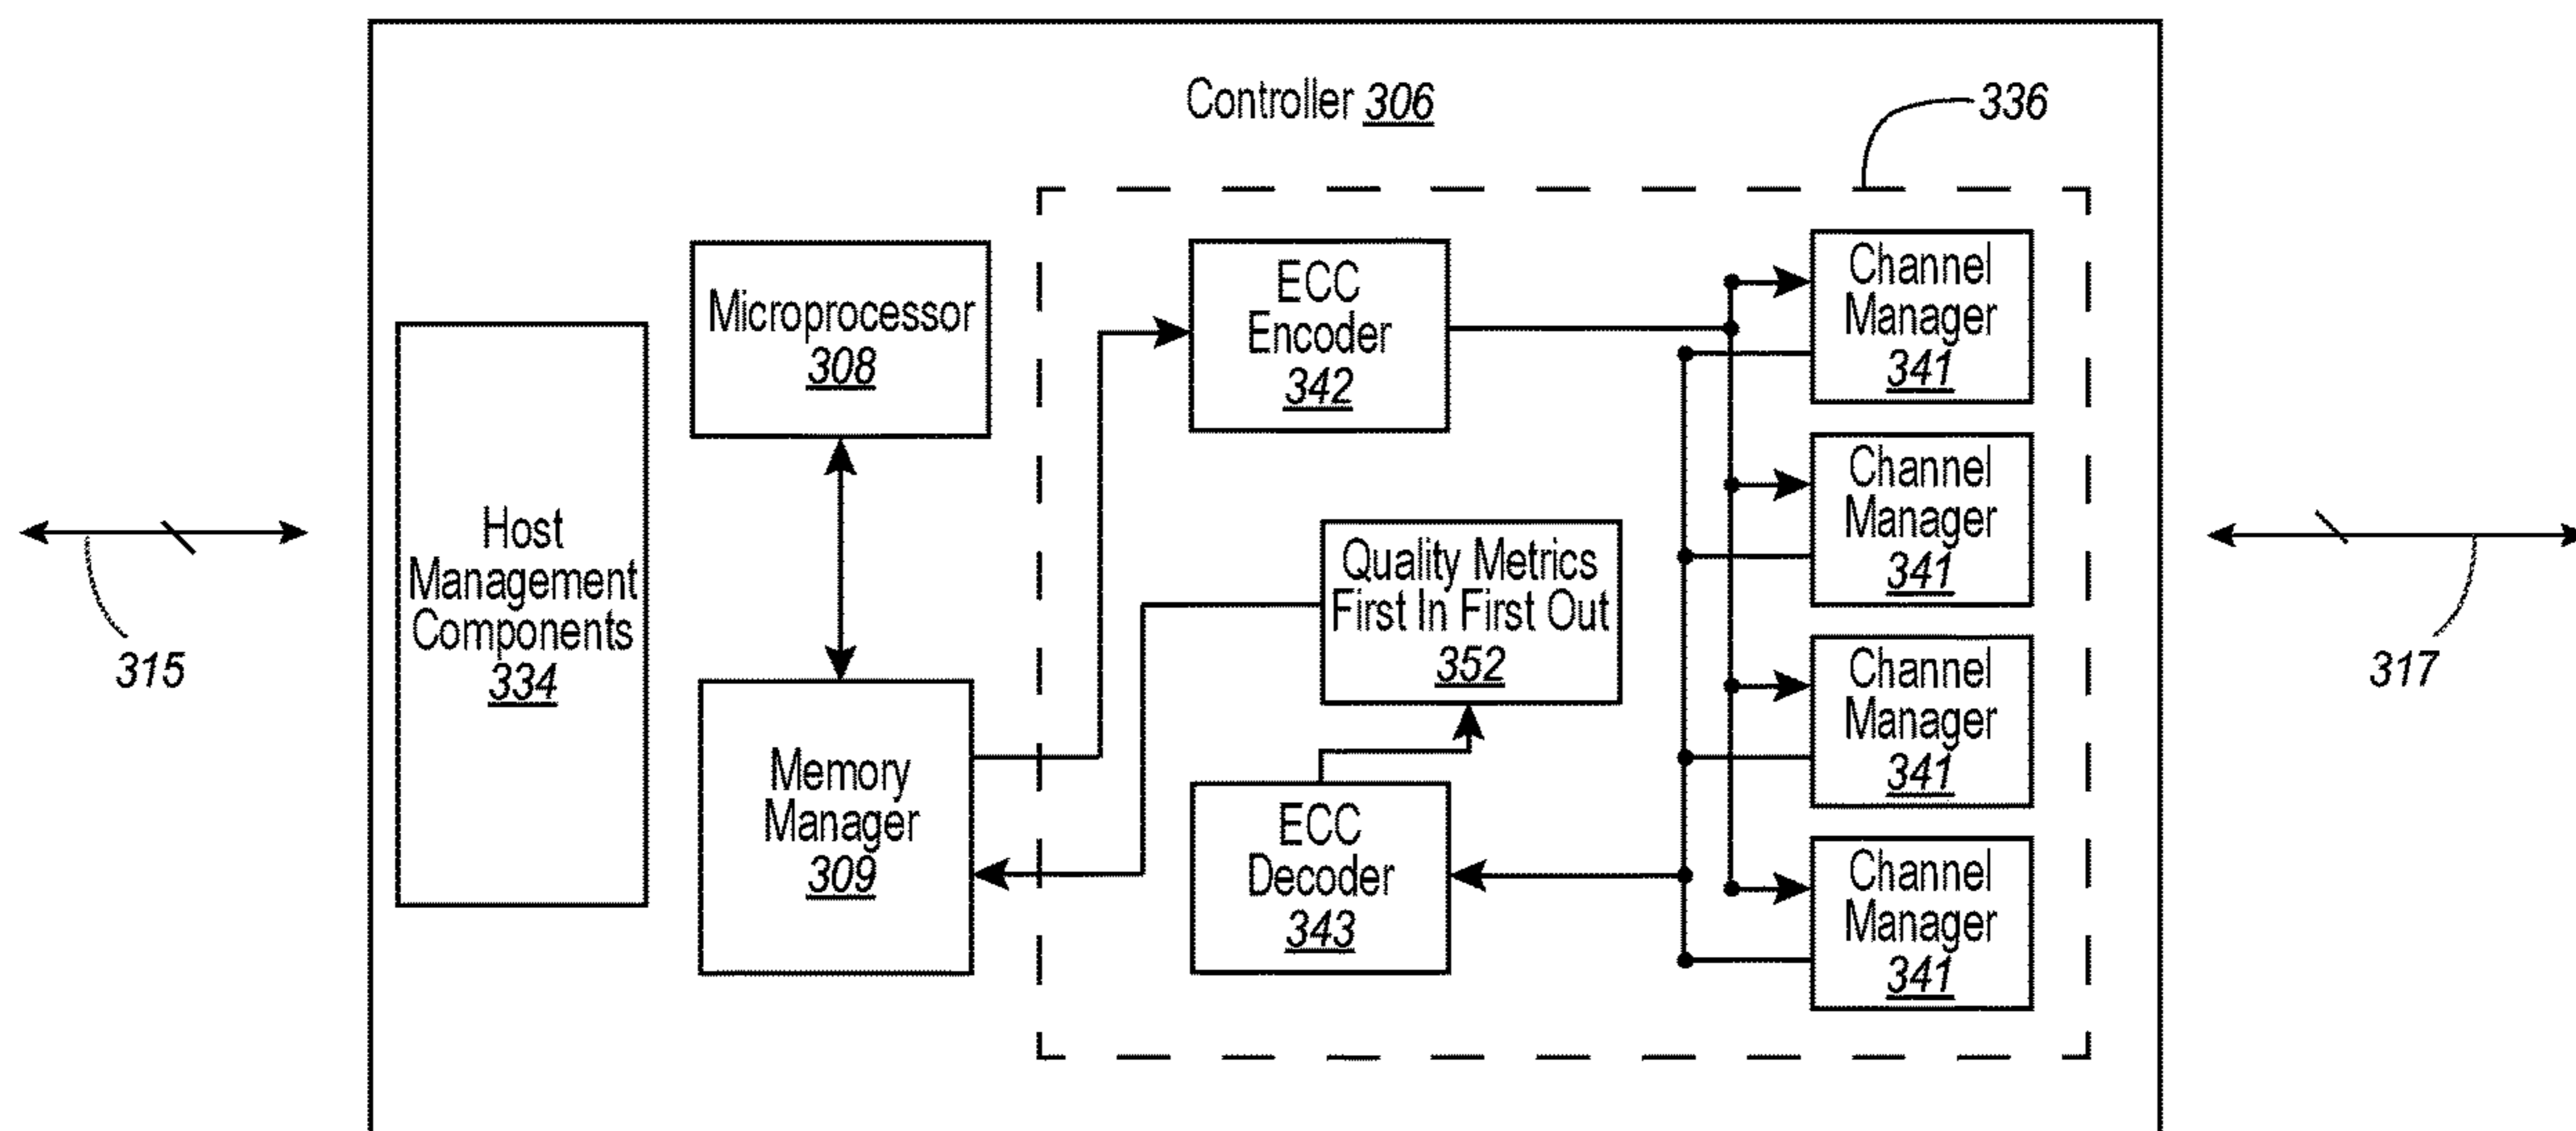 Controller 306
336
Microprocessor
308
ECC
Encoder
342
Channel
Manager
341
Host
Management
Components
334
Quality Metrics
First In First Out
352
Channel
Manager
341
315
317
Memory
Manager
309
ECC
Decoder
343
Channel
Manager
341
Channel
Manager
341